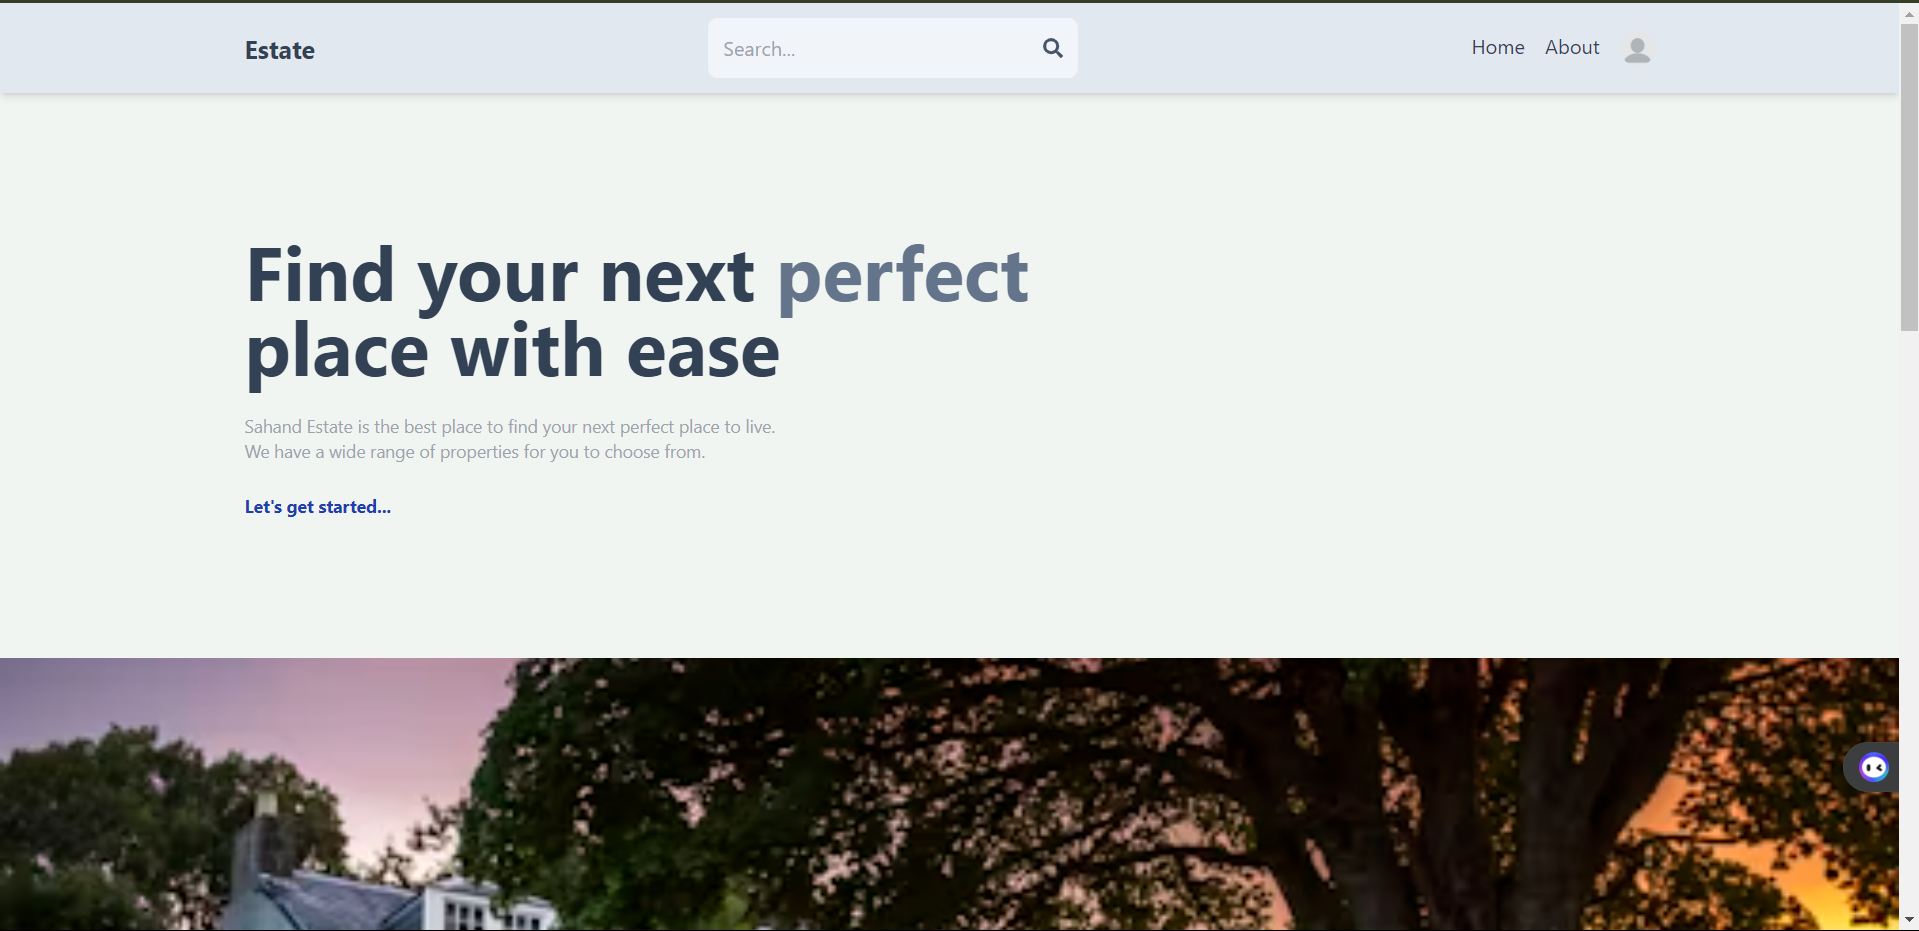 Estate
Search...
Home
About
Find your next perfect
place with ease
Sahand Estate is the best place to find your next perfect place to live.
We have a wide range of properties for you to choose from.
Let's get started...